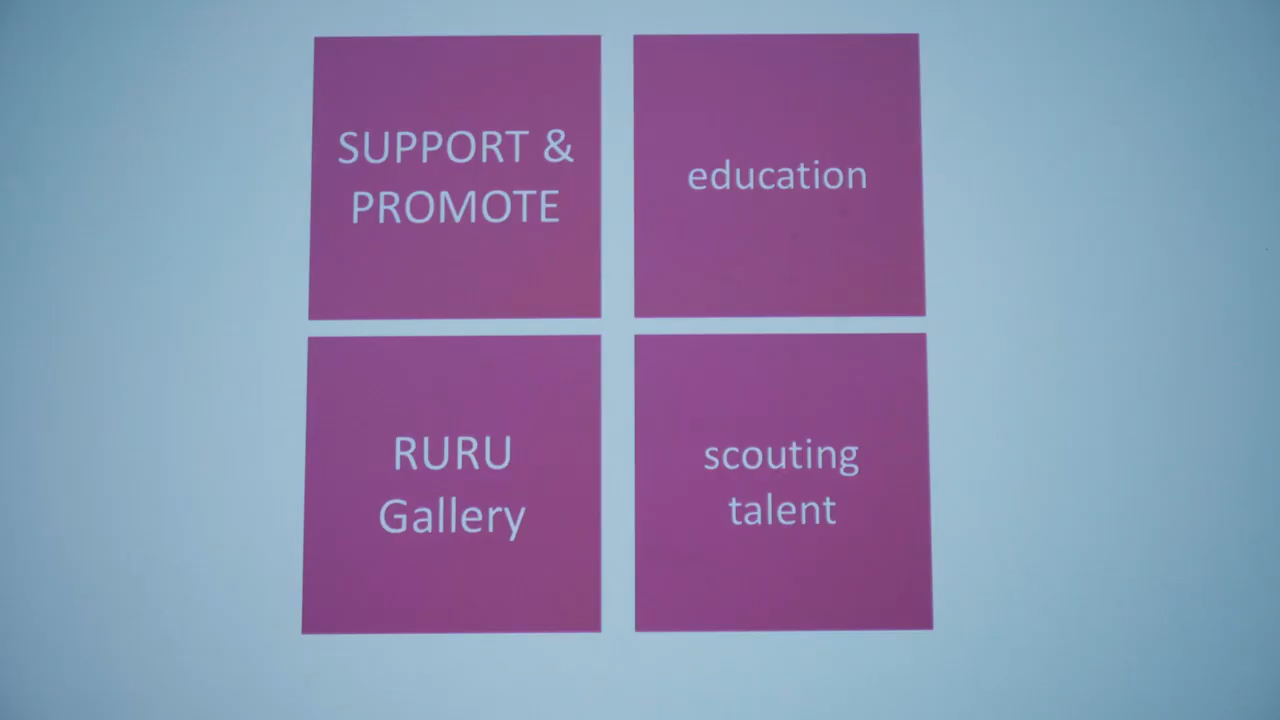 SUPPORT &
PROMOTE
education
RURU
Gallery
scouting
talent